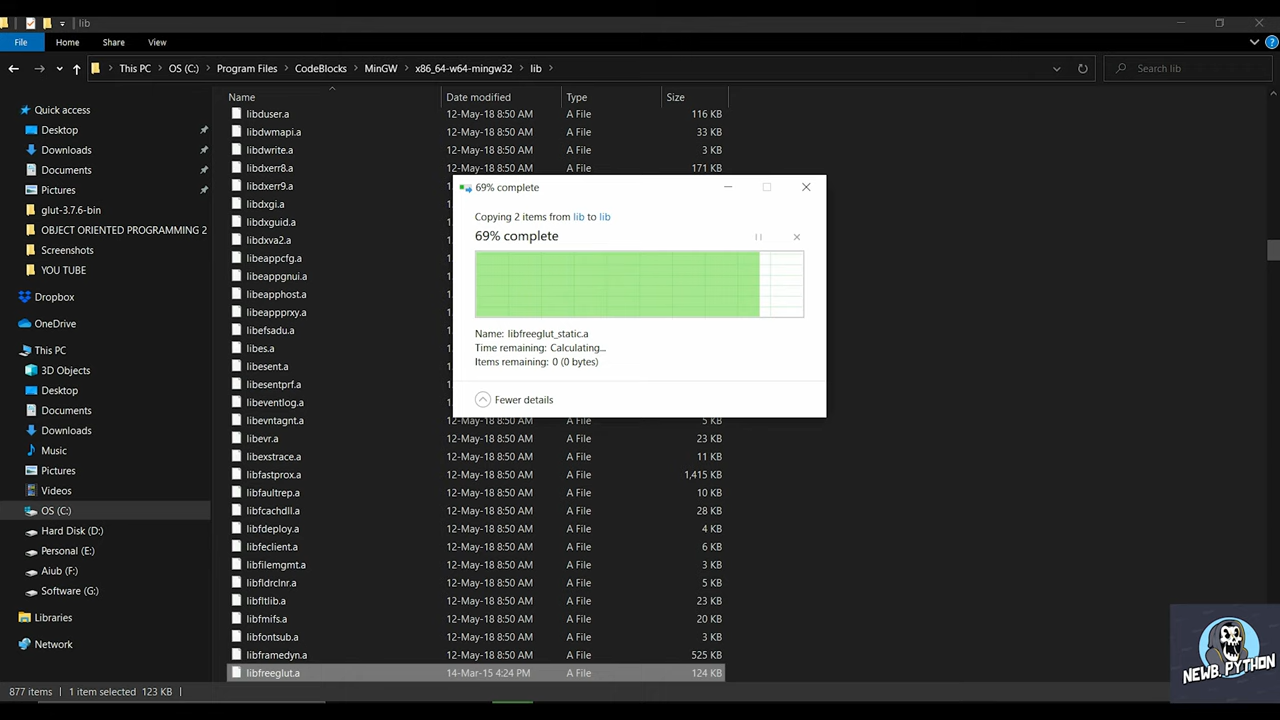 lib
File Home Share View
This PC OS (C:) Program Files CodeBlocks MinGW x86_64-w64-mingw32 lib
Search lib
Quick access
Desktop
Downloads
Documents
Pictures
glut-3.7.6-bin
OBJECT ORIENTED PROGRAMMING 2
Screenshots
YOU TUBE
Dropbox
OneDrive
This PC
3D Objects
Desktop
Documents
Downloads
Music
Pictures
Videos
OS (C:)
Hard Disk (D:)
Personal (E:)
Aiub (F:)
Software (G:)
Libraries
Network
Name Date modified Type Size
libduser.a 12-May-18 8:50 AM A File 116 KB
libdwmapi.a 12-May-18 8:50 AM A File 33 KB
libdwrite.a 12-May-18 8:50 AM A File 3 KB
libdxerr8.a 12-May-18 8:50 AM A File 171 KB
libdxerr9.a
libdxgi.a
libdxguid.a
libdxva2.a
libeappcfg.a
libeappgnui.a
libeapphost.a
libeappprxy.a
libefsadu.a
libes.a
libesent.a
libesentprf.a
libeventlog.a
libevntagnt.a 12-May-18 8:50 AM A File 5 KB
libevr.a 12-May-18 8:50 AM A File 23 KB
libexstrace.a 12-May-18 8:50 AM A File 11 KB
libfastprox.a 12-May-18 8:50 AM A File 1,415 KB
libfaultrep.a 12-May-18 8:50 AM A File 10 KB
libfcachdll.a 12-May-18 8:50 AM A File 28 KB
libfdeploy.a 12-May-18 8:50 AM A File 4 KB
libfeclient.a 12-May-18 8:50 AM A File 6 KB
libfilemgmt.a 12-May-18 8:50 AM A File 3 KB
libfldrclnr.a 12-May-18 8:50 AM A File 5 KB
libfltlib.a 12-May-18 8:50 AM A File 23 KB
libfmifs.a 12-May-18 8:50 AM A File 20 KB
libfontsub.a 12-May-18 8:50 AM A File 3 KB
libframedyn.a 12-May-18 8:50 AM A File 525 KB
libfreeglut.a 14-Mar-15 4:24 PM A File 124 KB
69% complete
Copying 2 items from lib to lib
69% complete
Name: libfreeglut_static.a
Time remaining: Calculating...
Items remaining: 0 (0 bytes)
Fewer details
877 items 1 item selected 123 KB
NEWB_PYTHON